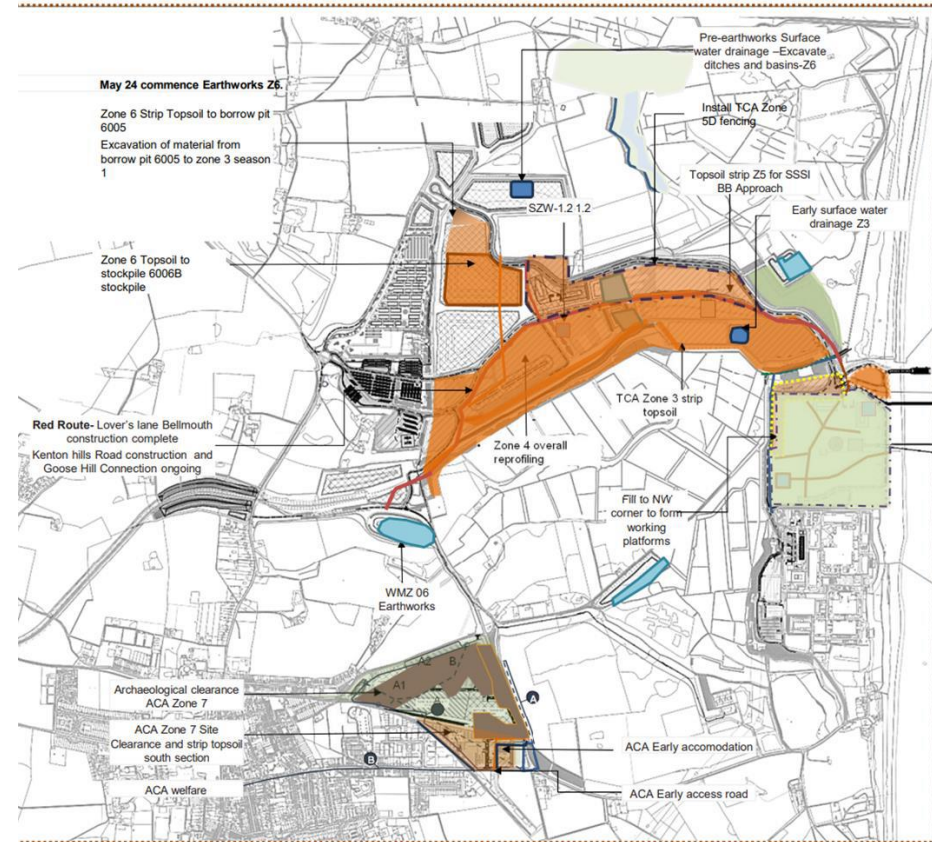 Pre-earthworks Surface
water drainage –Excavate
ditches and basins-Z6
May 24 commence Earthworks Z6.
Zone 6 Strip Topsoil to borrow pit
6005
Excavation of material from
borrow pit 6005 to zone 3 season
1
Install TCA Zone
5D fencing
Topsoil strip Z5 for SSSI
BB Approach
SZW-1.2 1.2
Early surface water
drainage Z3
Zone 6 Topsoil to
stockpile 6006B
stockpile
TCA Zone 3 strip
topsoil
Red Route- Lover's lane Bellmouth
construction complete
Kenton hills Road construction and
Goose Hill Connection ongoing
Zone 4 overall
reprofiling
Fill to NW
corner to form
working
platforms
WMZ 06
Earthworks
A2
B
A1
Archaeological clearance
ACA Zone 7
A
ACA Zone 7 Site
Clearance and strip topsoil
south section
B
ACA Early accomodation
ACA welfare
ACA Early access road